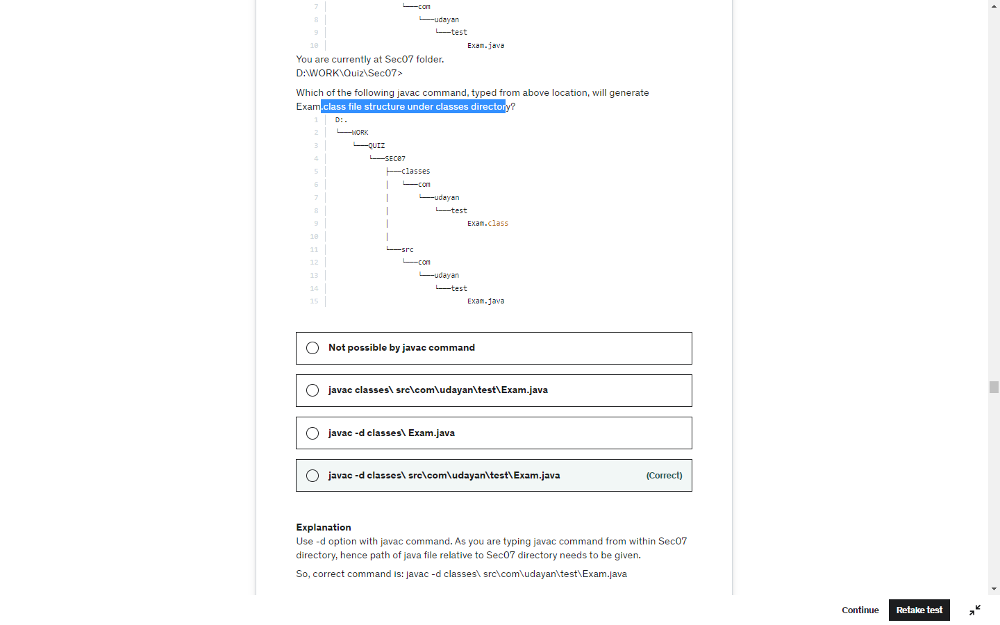 7 └───com
8 └───udayan
9 └───test
10 Exam.java
You are currently at Sec07 folder.
D:\WORK\Quiz\Sec07>
Which of the following javac command, typed from above location, will generate
Exam.class file structure under classes directory?
1 D:.
2 └───WORK
3 └───QUIZ
4 └───SEC07
5 ├───classes
6 │ └───com
7 │ └───udayan
8 │ └───test
9 │ Exam.class
10 │
11 └───src
12 └───com
13 └───udayan
14 └───test
15 Exam.java
Not possible by javac command
javac classes\ src\com\udayan\test\Exam.java
javac -d classes\ Exam.java
javac -d classes\ src\com\udayan\test\Exam.java (Correct)
Explanation
Use -d option with javac command. As you are typing javac command from within Sec07
directory, hence path of java file relative to Sec07 directory needs to be given.
So, correct command is: javac -d classes\ src\com\udayan\test\Exam.java
Continue Retake test